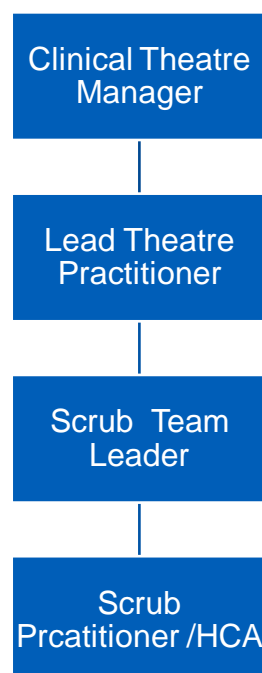 Clinical Theatre
Manager
Lead Theatre
Practitioner
Scrub Team
Leader
Scrub
Prcatitioner /HCA